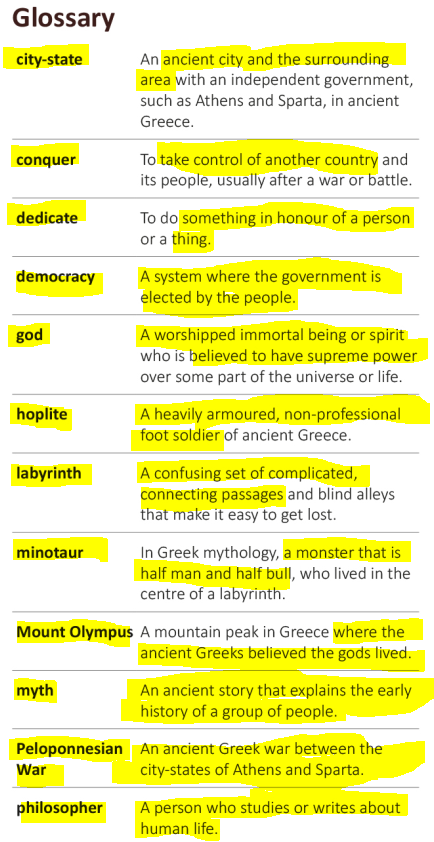 Glossary
city-state An ancient city and the surrounding
area with an independent government,
such as Athens and Sparta, in ancient
Greece.
conquer To take control of another country and
its people, usually after a war or battle.
dedicate To do something in honour of a person
or a thing.
democracy A system where the government is
elected by the people.
god A worshipped immortal being or spirit
who is believed to have supreme power
over some part of the universe or life.
hoplite A heavily armoured, non-professional
foot soldier of ancient Greece.
labyrinth A confusing set of complicated,
connecting passages and blind alleys
that make it easy to get lost.
minotaur In Greek mythology, a monster that is
half man and half bull, who lived in the
centre of a labyrinth.
Mount Olympus A mountain peak in Greece where the
ancient Greeks believed the gods lived.
myth An ancient story that explains the early
history of a group of people.
Peloponnesian An ancient Greek war between the
War city-states of Athens and Sparta.
philosopher A person who studies or writes about
human life.